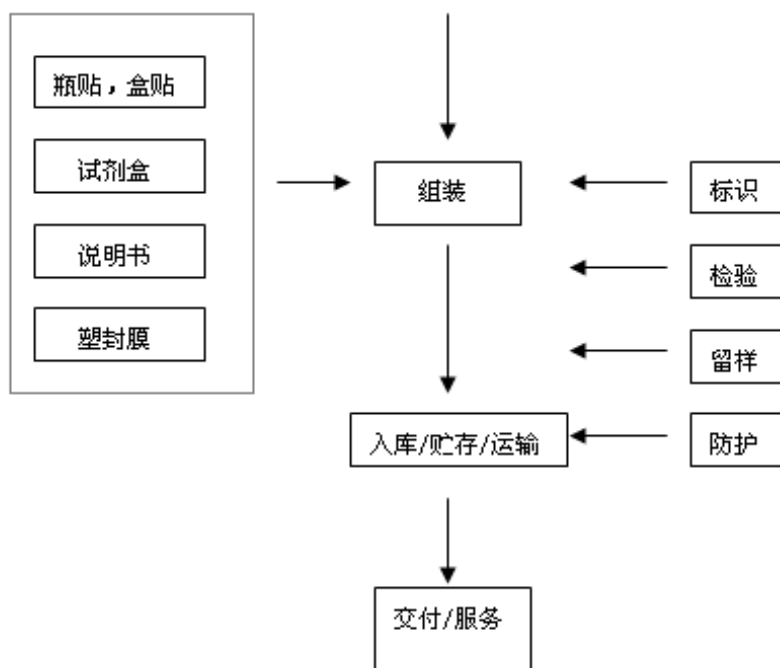 瓶贴，盒贴
试剂盒
说明书
塑封膜
组装
标识
检验
留样
入库/贮存/运输
防护
交付/服务